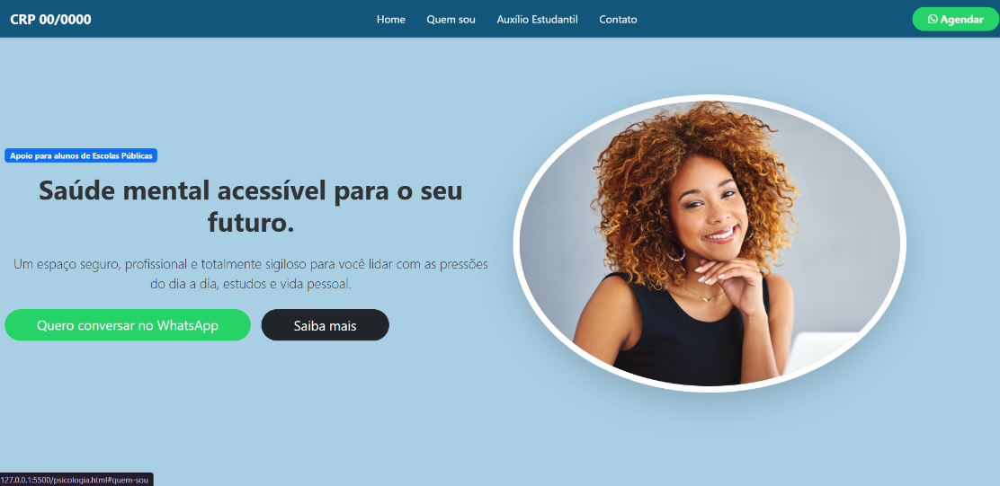 CRP 00/0000
Home
Quem sou
Auxílio Estudantil
Contato
Agendar
Apoio para alunos de Escolas Públicas
Saúde mental acessível para o seu
futuro.
Um espaço seguro, profissional e totalmente sigiloso para você lidar com as pressões
do dia a dia, estudos e vida pessoal.
Quero conversar no WhatsApp
Saiba mais
127.0.0.1:5500/psicologia.html#quem-sou